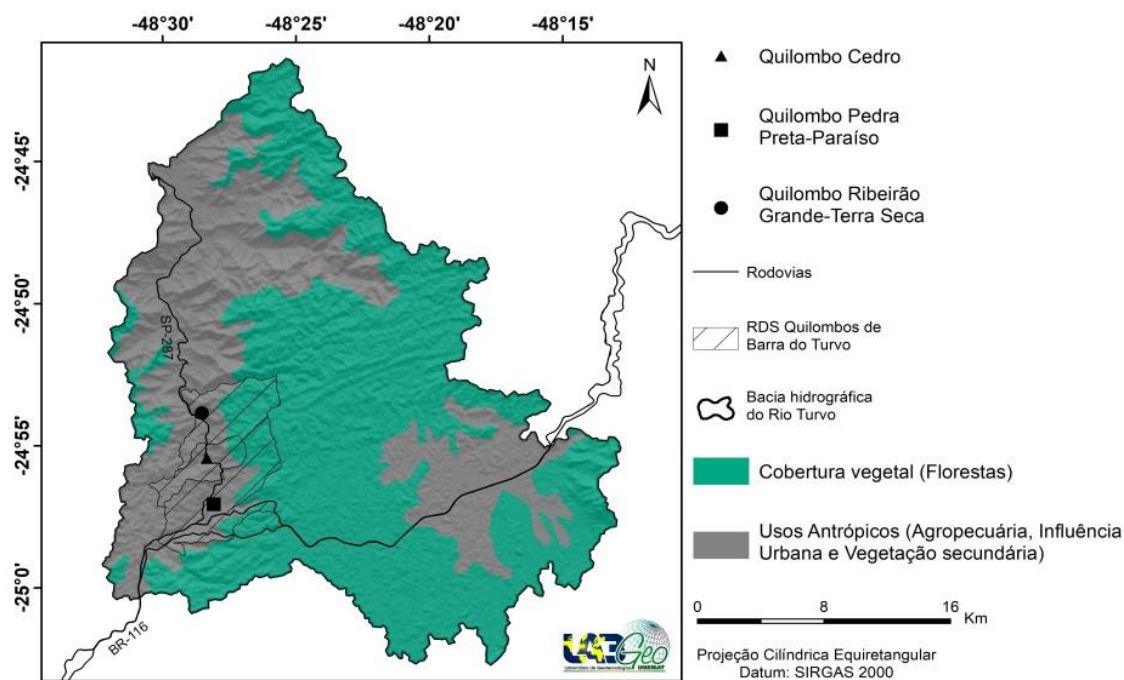 -48°30' -48°25' -48°20' -48°15'
-24°45'
-24°50'
-24°55'
-25°0'
N
SP-287
BR-116
LAB
Geo
UNEMAT
Quilombo Cedro
Quilombo Pedra
Preta-Paraíso
Quilombo Ribeirão
Grande-Terra Seca
Rodovias
RDS Quilombos de
Barra do Turvo
Bacia hidrográfica
do Rio Turvo
Cobertura vegetal (Florestas)
Usos Antrópicos (Agropecuária, Influência
Urbana e Vegetação secundária)
0 8 16
Km
Projeção Cilíndrica Equiretangular
Datum: SIRGAS 2000